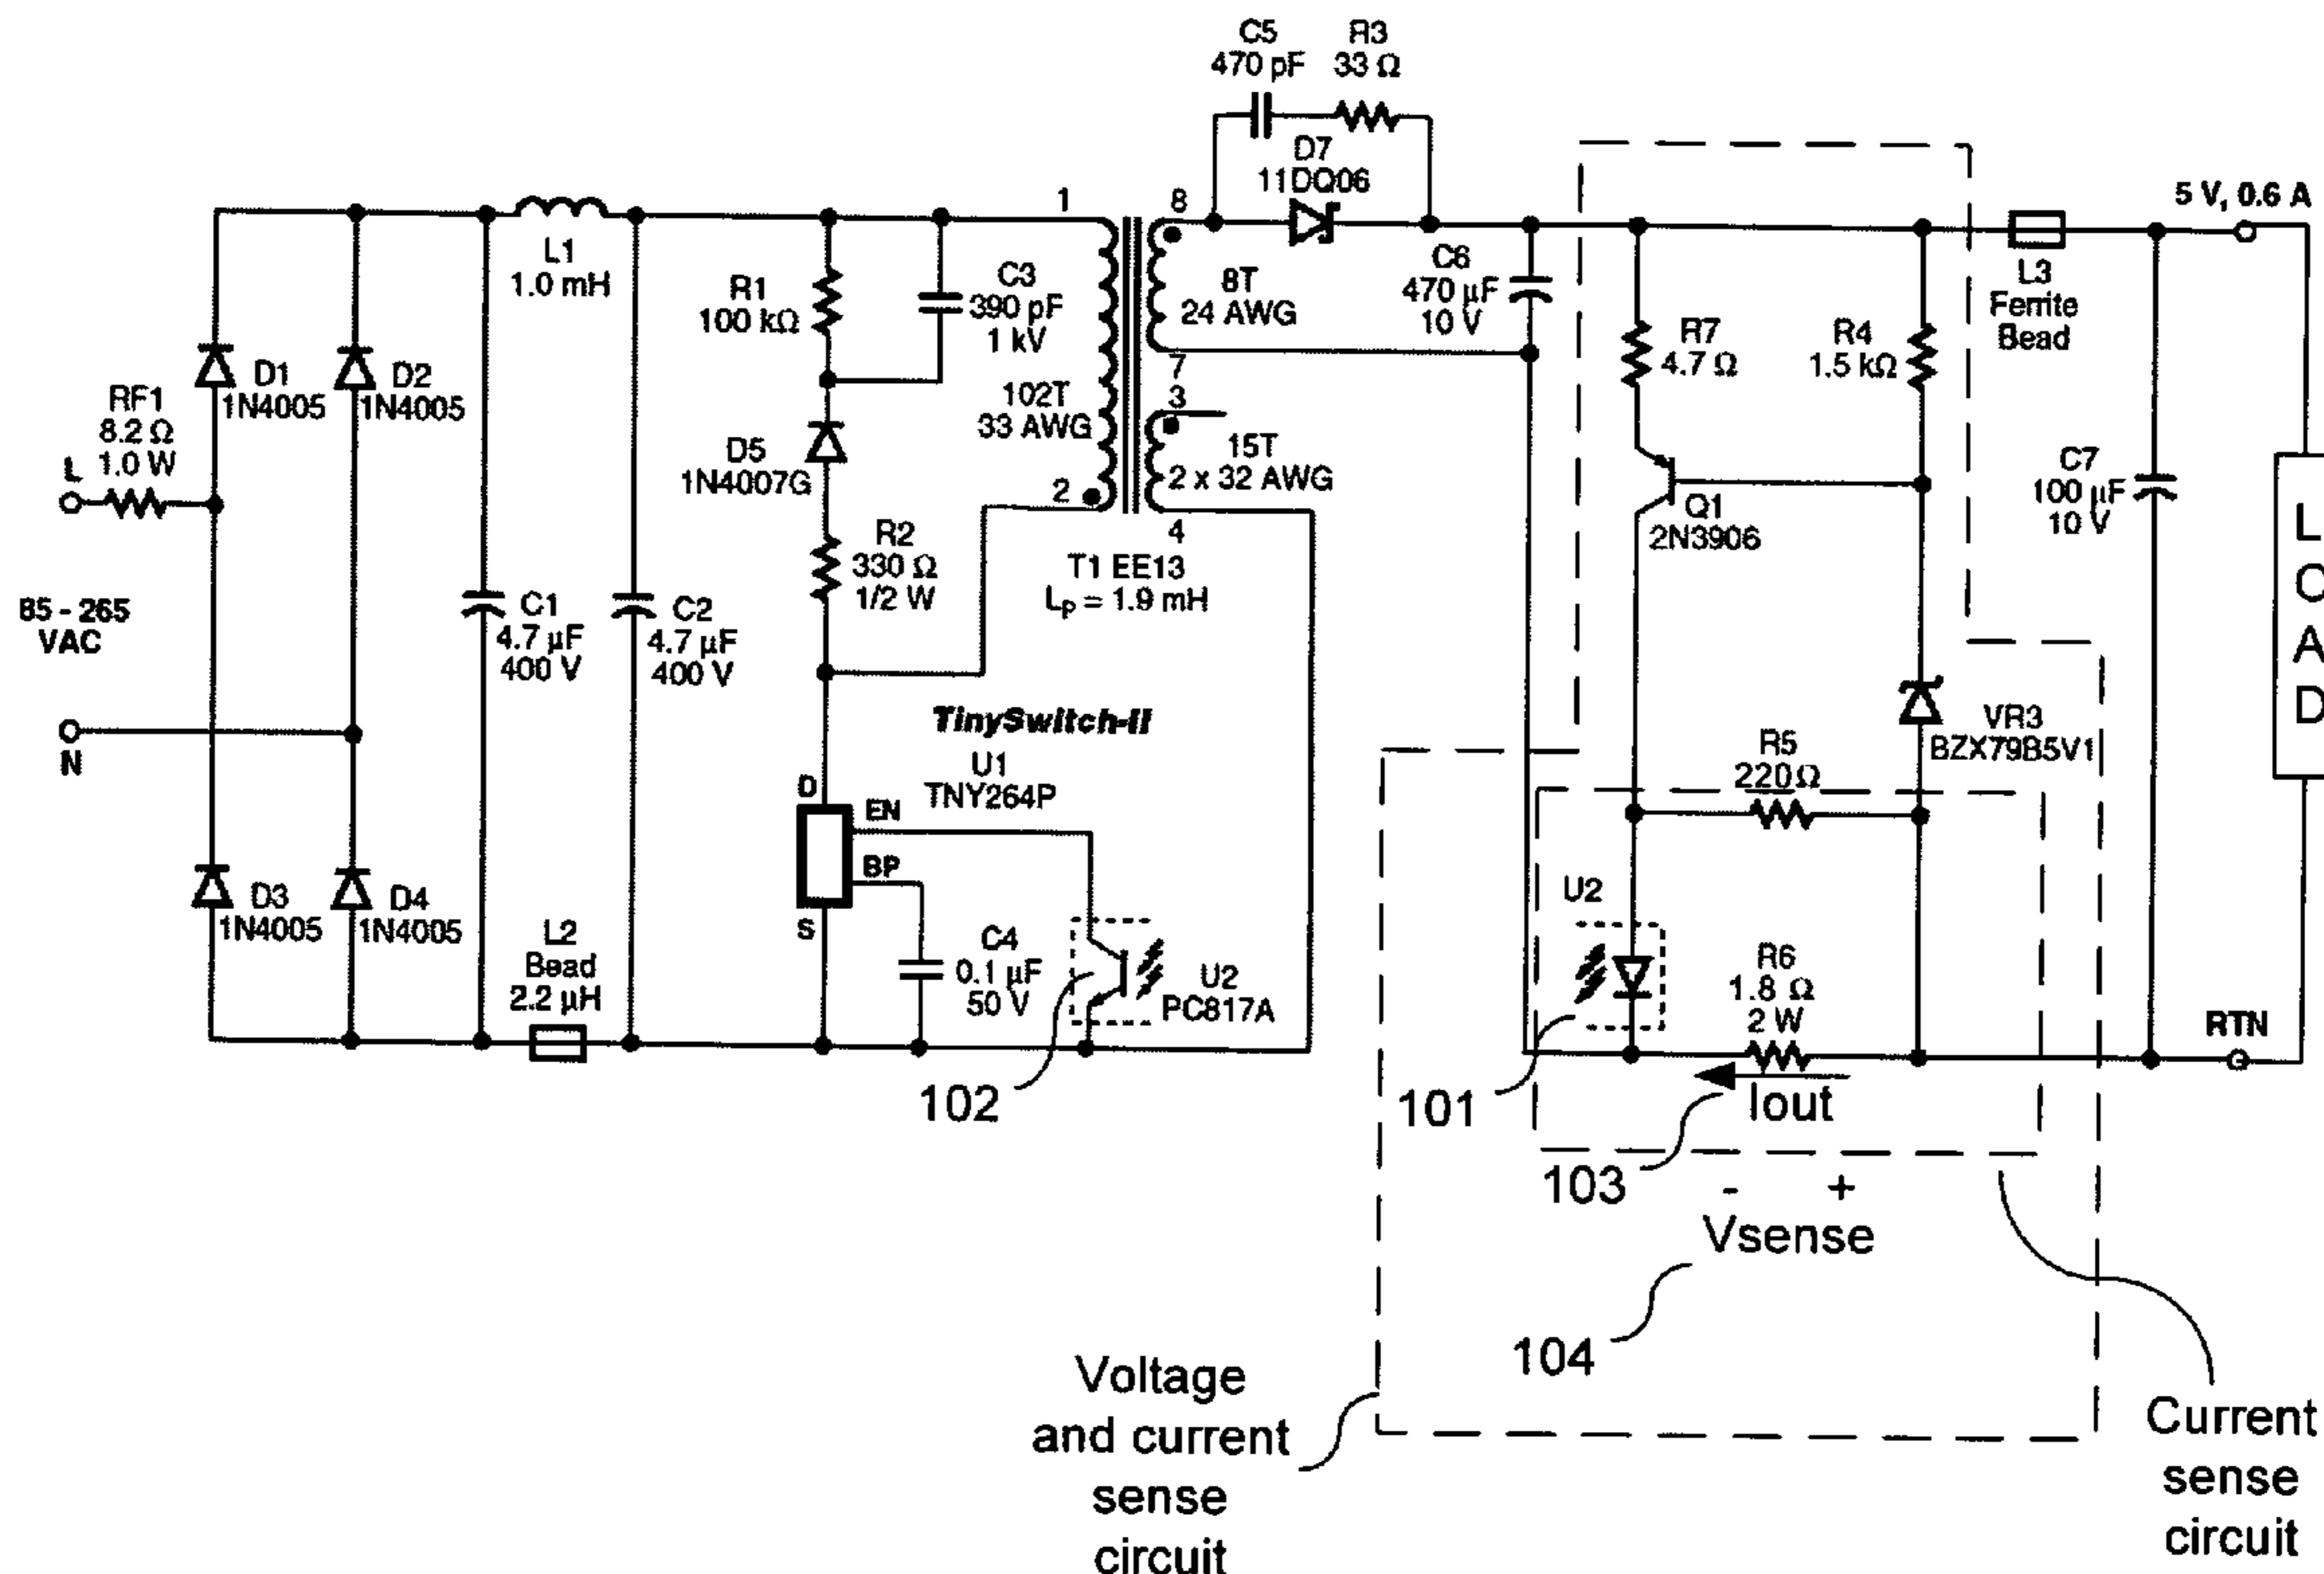 C5
470 pF
R3
33 Ω
D7
11DQ06
5 V, 0.6 A
1
8
L1
1.0 mH
R1
100 kΩ
C3
390 pF
1 kV
8T
24 AWG
C6
470 µF
10 V
L3
Ferrite
Bead
R7
4.7 Ω
R4
1.5 kΩ
D1
1N4005
D2
1N4005
RF1
8.2 Ω
1.0 W
L
102T
33 AWG
7
3
D5
1N4007G
2
15T
2 x 32 AWG
4
Q1
2N3906
C7
100 µF
10 V
L
O
A
D
R2
330 Ω
1/2 W
T1 EE13
LP = 1.9 mH
85 - 265
VAC
C1
4.7 µF
400 V
C2
4.7 µF
400 V
N
TinySwitch-II
U1
TNY264P
VR3
BZX79B5V1
R5
220Ω
D
EN
BP
S
D3
1N4005
D4
1N4005
L2
Bead
2.2 µH
C4
0.1 µF
50 V
U2
PC817A
U2
R6
1.8 Ω
2 W
RTN
102
101
Iout
103
- +
Vsense
104
Voltage
and current
sense
circuit
Current
sense
circuit